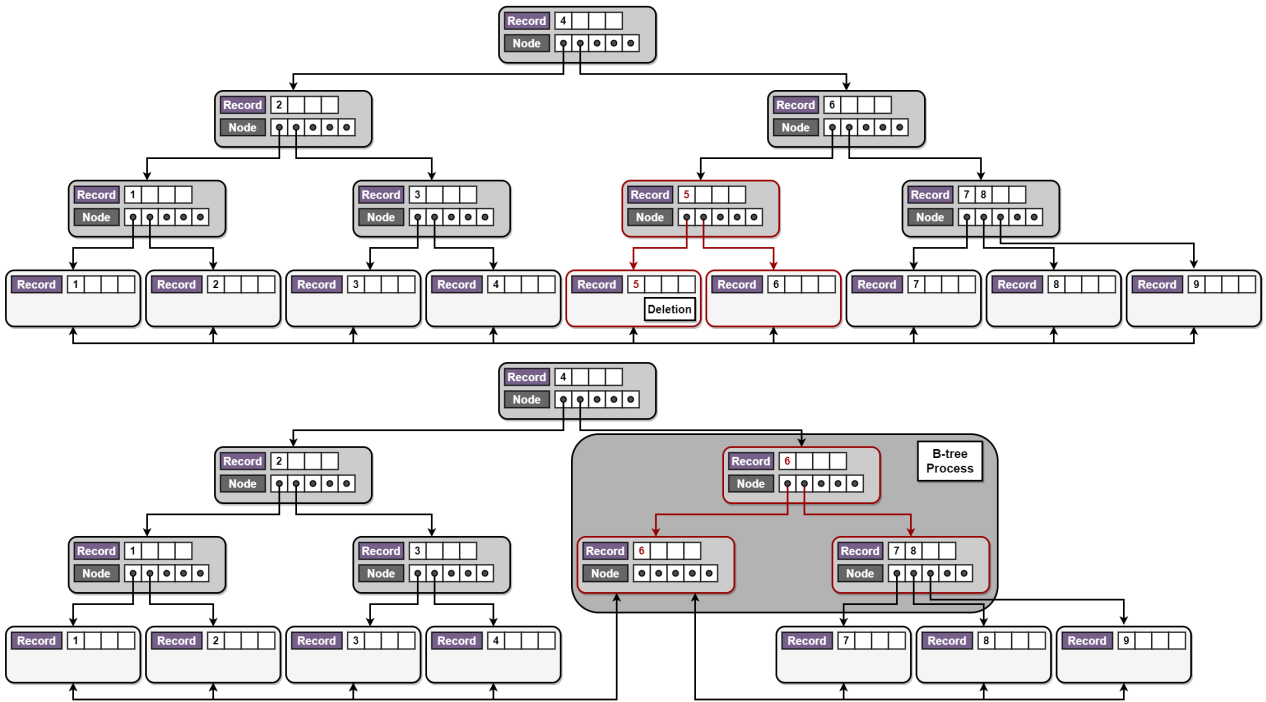 Record 4
Node
Record 2
Node
Record 6
Node
Record 1
Node
Record 3
Node
Record 5
Node
Record 7 8
Node
Record 1
Record 2
Record 3
Record 4
Record 5
Deletion
Record 6
Record 7
Record 8
Record 9
Record 4
Node
B-tree
Process
Record 2
Node
Record 6
Node
Record 1
Node
Record 3
Node
Record 6
Node
Record 7 8
Node
Record 1
Record 2
Record 3
Record 4
Record 7
Record 8
Record 9